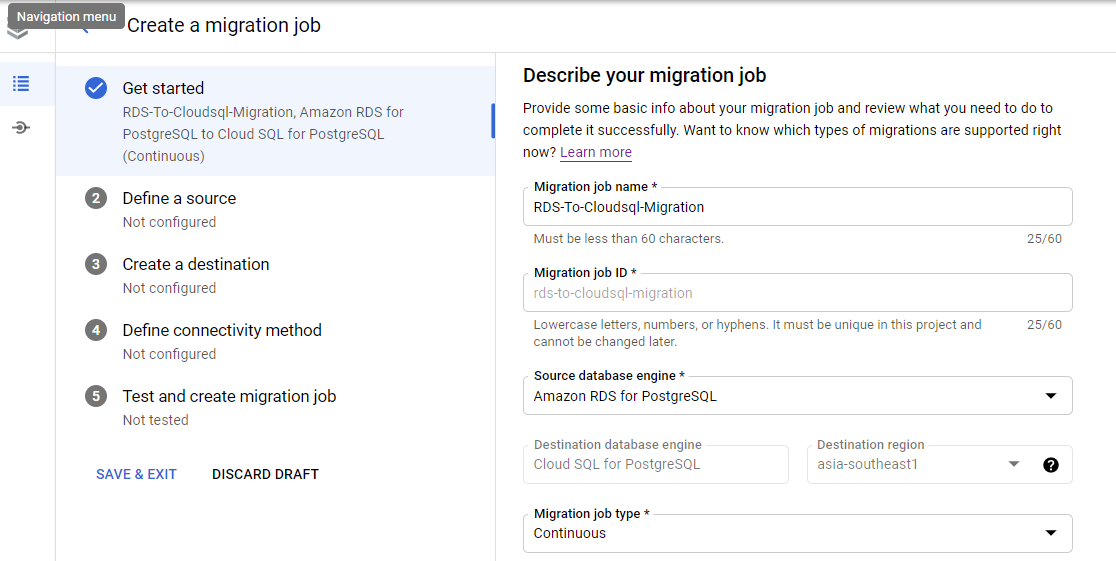 Navigation menu
Create a migration job
Get started
RDS-To-Cloudsql-Migration, Amazon RDS for
PostgreSQL to Cloud SQL for PostgreSQL
(Continuous)
2 Define a source
Not configured
3 Create a destination
Not configured
4 Define connectivity method
Not configured
5 Test and create migration job
Not tested
SAVE & EXIT DISCARD DRAFT
Describe your migration job
Provide some basic info about your migration job and review what you need to do to
complete it successfully. Want to know which types of migrations are supported right
now? Learn more
Migration job name *
RDS-To-Cloudsql-Migration
Must be less than 60 characters. 25/60
Migration job ID *
rds-to-cloudsql-migration
Lowercase letters, numbers, or hyphens. It must be unique in this project and 25/60
cannot be changed later.
Source database engine *
Amazon RDS for PostgreSQL
Destination database engine
Cloud SQL for PostgreSQL
Destination region
asia-southeast1 ?
Migration job type *
Continuous